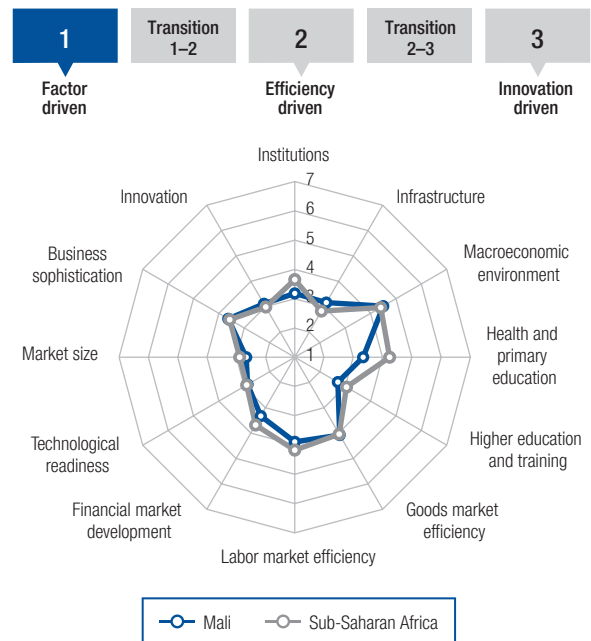 1
Transition
1–2
2
Transition
2–3
3
Factor
driven
Efficiency
driven
Innovation
driven
Institutions
Infrastructure
Macroeconomic
environment
Health and
primary
education
Higher education
and training
Goods market
efficiency
Labor market efficiency
Financial market
development
Technological
readiness
Market size
Business
sophistication
Innovation
7
6
5
4
3
2
1
Mali
Sub-Saharan Africa